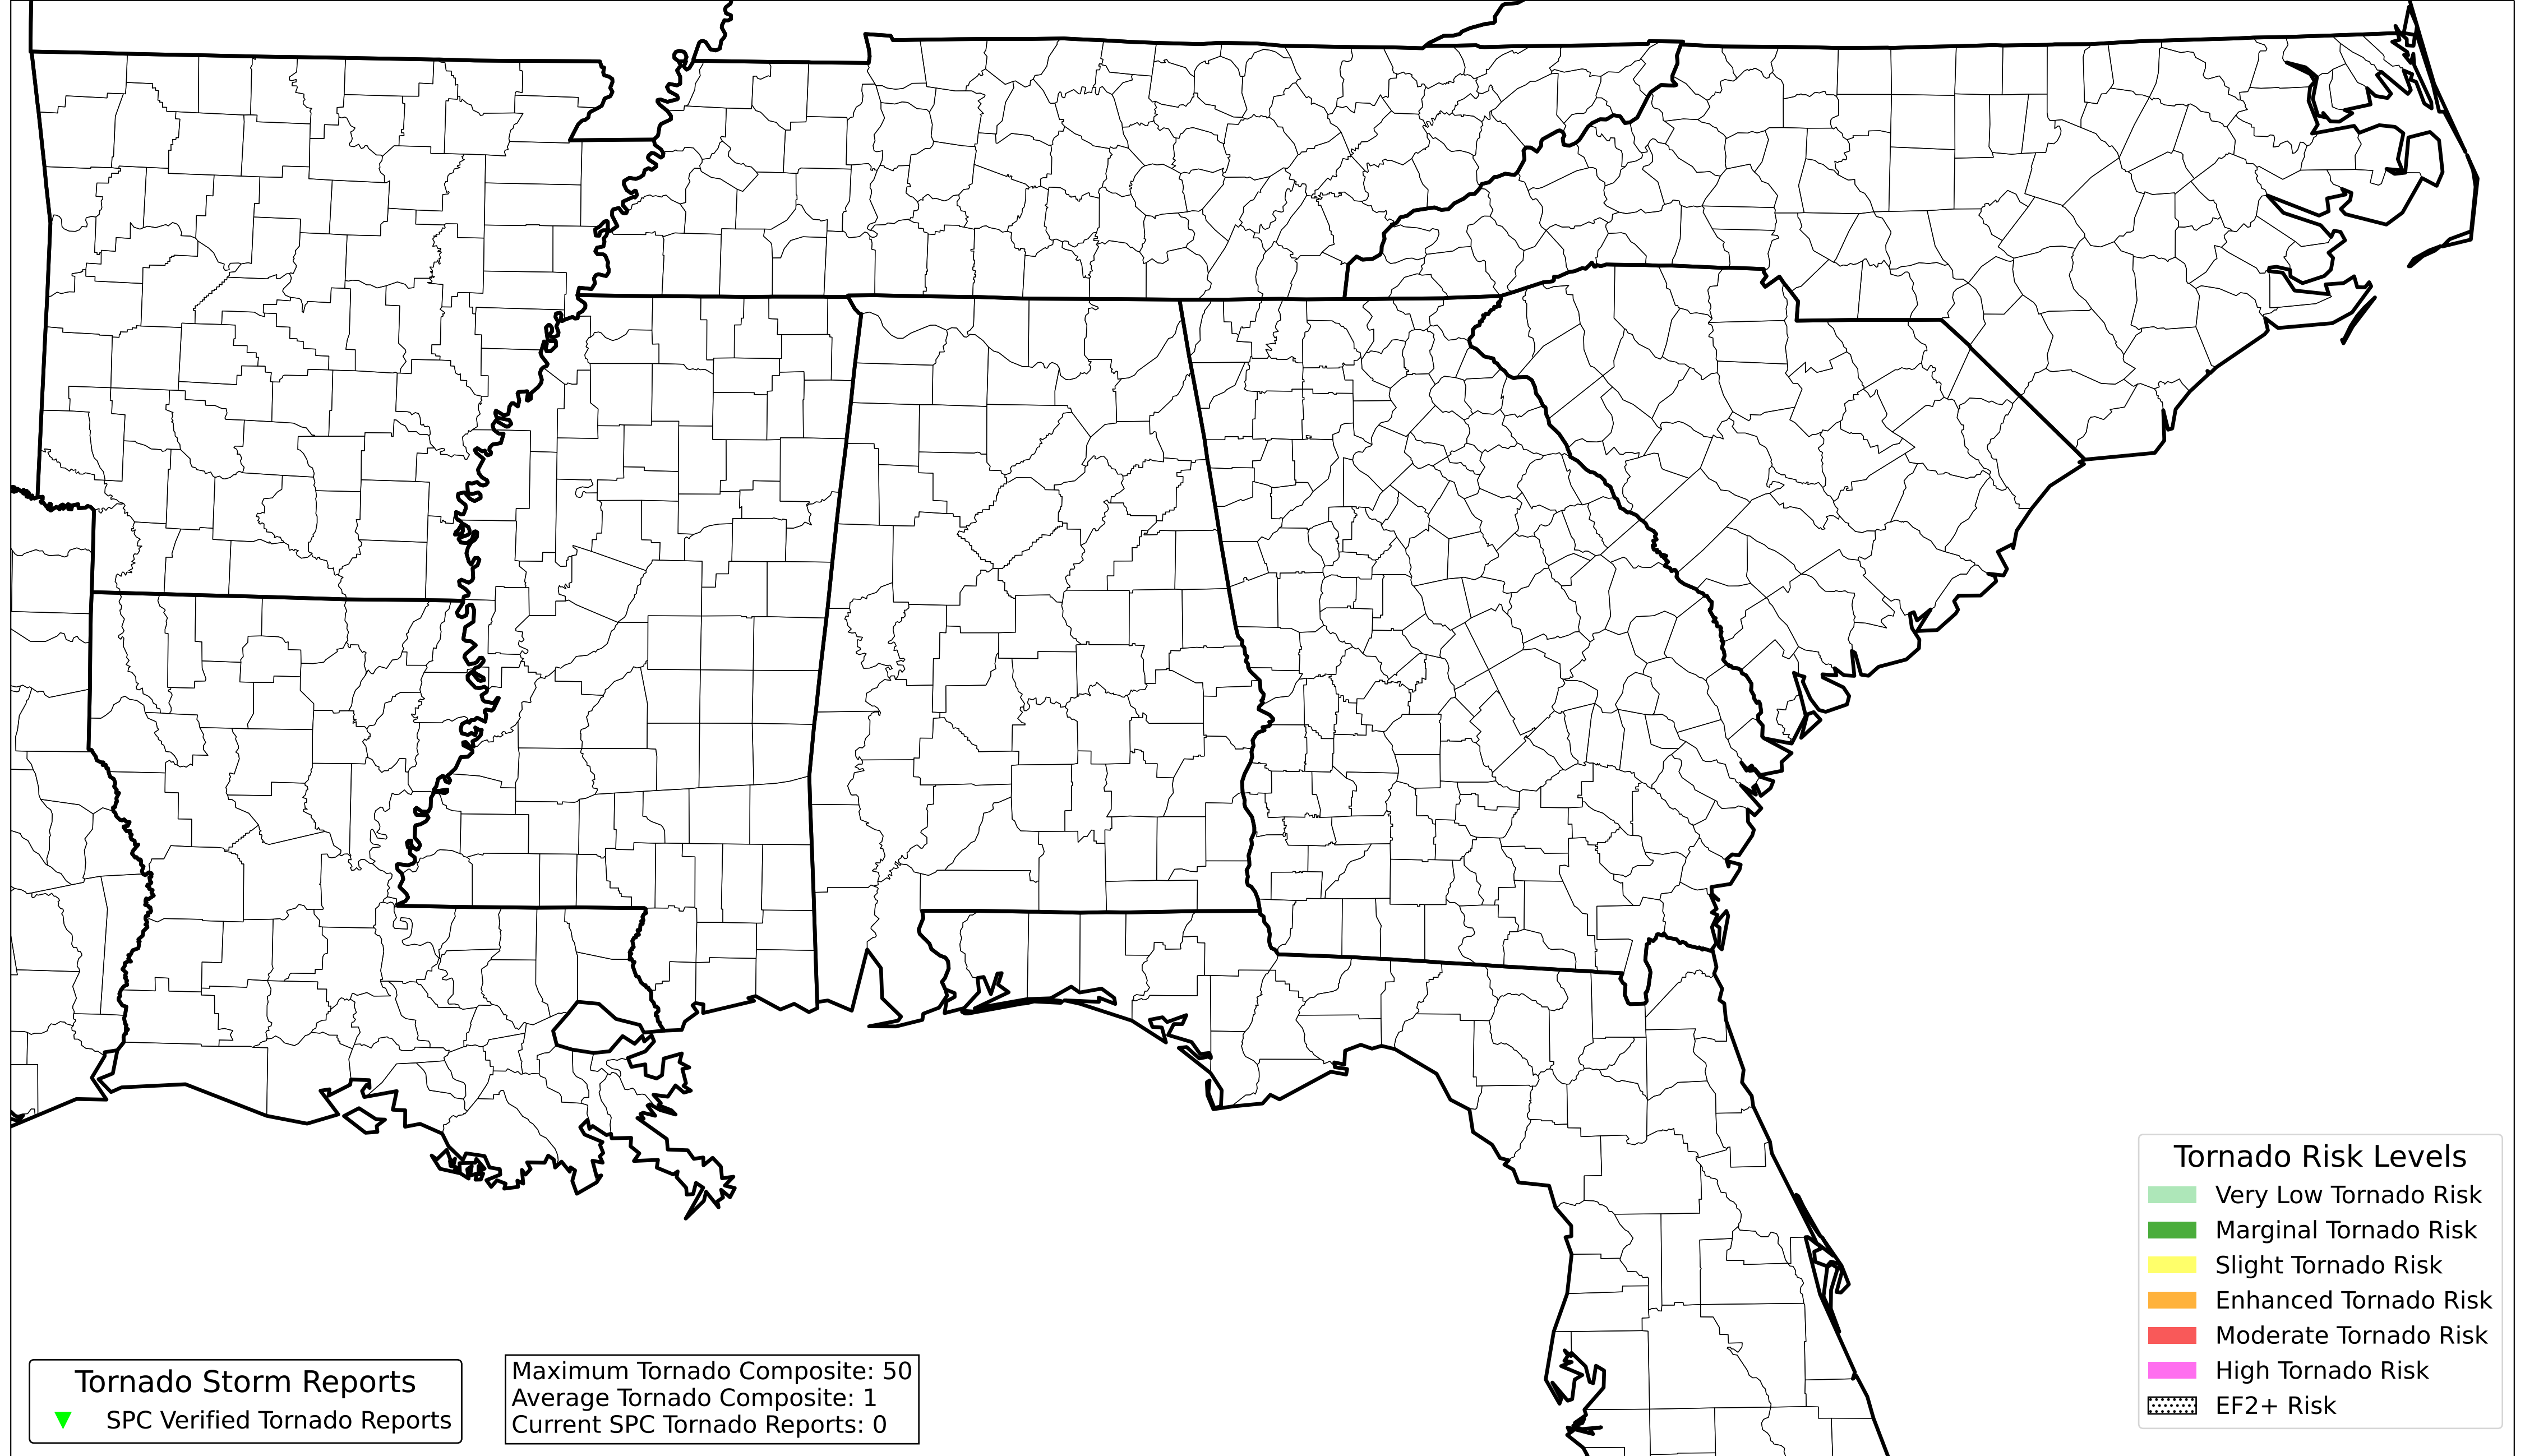 Tornado Storm Reports
SPC Verified Tornado Reports
Maximum Tornado Composite: 50
Average Tornado Composite: 1
Current SPC Tornado Reports: 0
Tornado Risk Levels
Very Low Tornado Risk
Marginal Tornado Risk
Slight Tornado Risk
Enhanced Tornado Risk
Moderate Tornado Risk
High Tornado Risk
EF2+ Risk